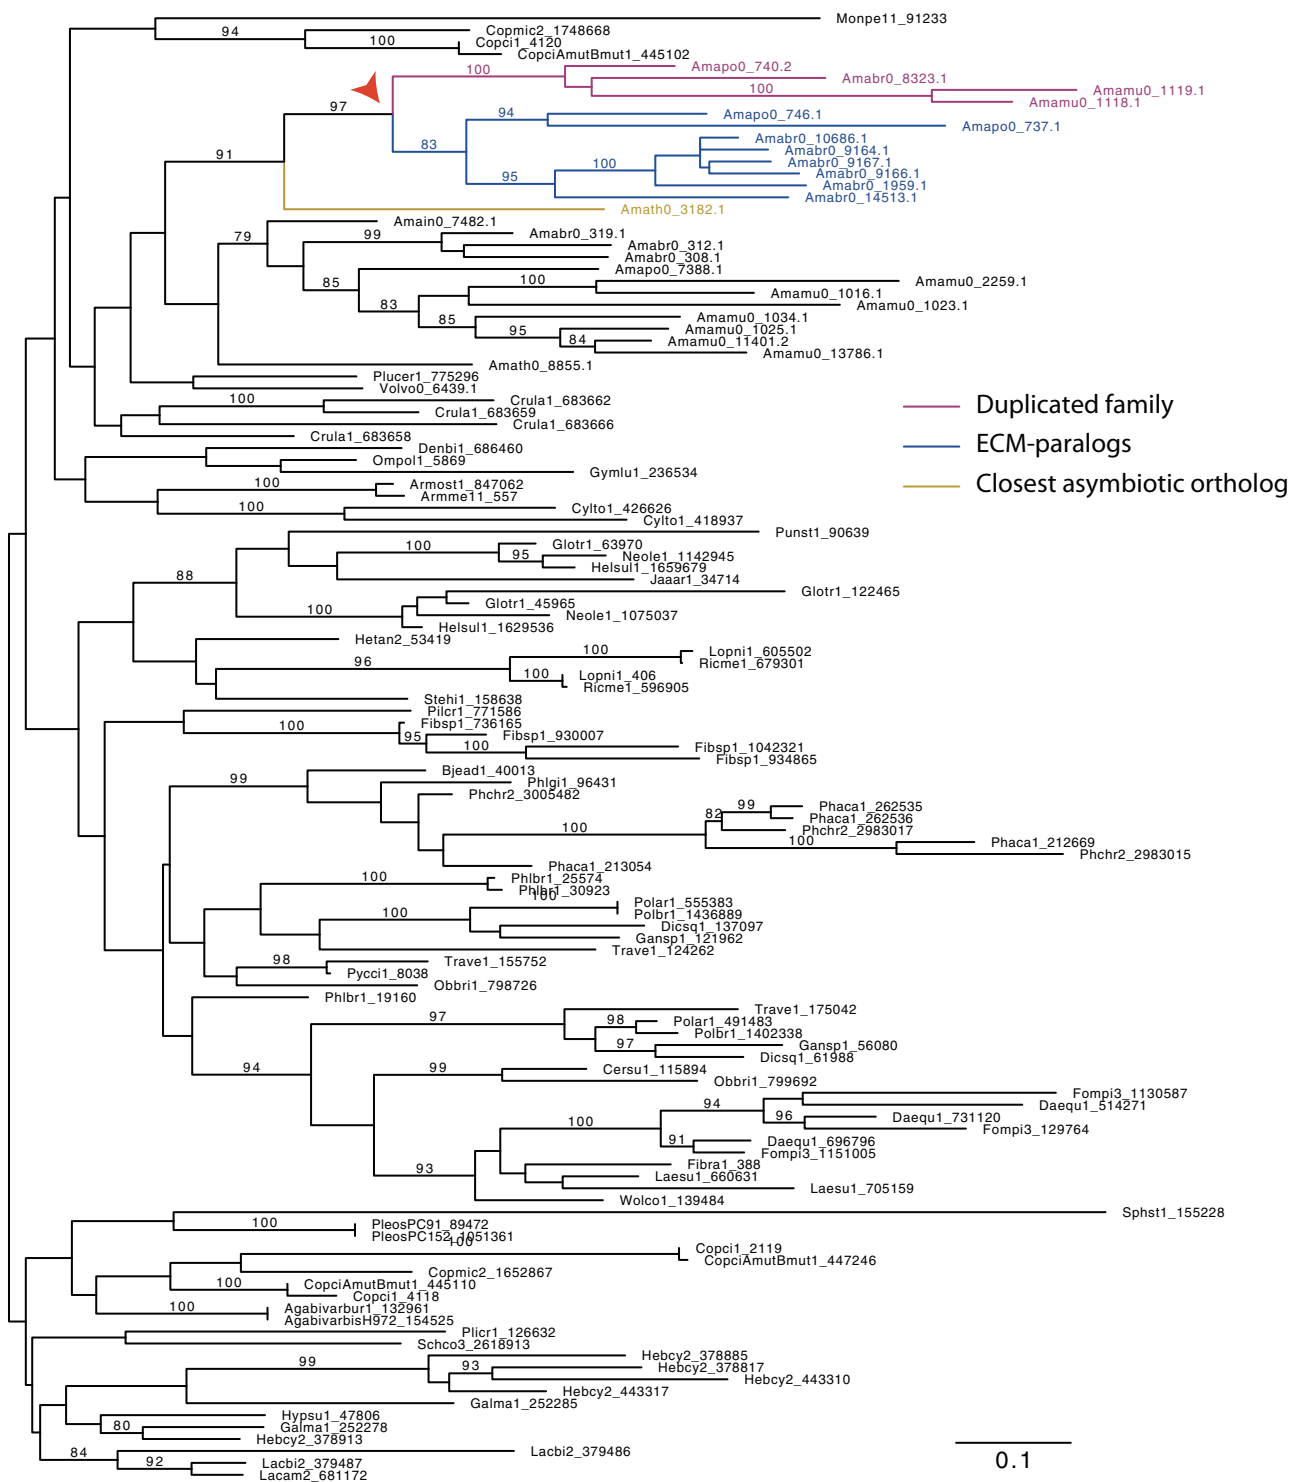 Monpe11_91233
94
Copmic2_1748668
100
Copci1_4120
CopciAmutBmut1_445102
100
Amapo0_740.2
Amabr0_8323.1
100
Amamu0_1119.1
Amamu0_1118.1
97
94
Amapo0_746.1
Amapo0_737.1
83
Amabr0_10686.1
Amabr0_9164.1
91
100
Amabr0_9167.1
Amabr0_9166.1
95
Amabr0_1959.1
Amabr0_14513.1
Amath0_3182.1
Amain0_7482.1
79
99
Amabr0_319.1
Amabr0_312.1
Amabr0_308.1
Amapo0_7388.1
85
100
Amamu0_2259.1
Amamu0_1016.1
83
Amamu0_1023.1
85
Amamu0_1034.1
95
Amamu0_1025.1
84
Amamu0_11401.2
Amamu0_13786.1
Amath0_8855.1
Plucer1_775296
Volvo0_6439.1
100
Crula1_683662
Crula1_683659
Crula1_683666
Crula1_683658
Duplicated family
ECM-paralogs
Closest asymbiotic ortholog
Denbi1_686460
Ompol1_5869
Gymlu1_236534
100
Armost1_847062
Armme11_557
100
Cylto1_426626
Cylto1_418937
Punst1_90639
100
Glotr1_63970
95
Neole1_1142945
Helsul1_1659679
88
Jaaar1_34714
Glotr1_122465
100
Glotr1_45965
Neole1_1075037
Helsul1_1629536
Hetan2_53419
96
100
Lopni1_605502
Ricme1_679301
100
Lopni1_406
Ricme1_596905
Stehi1_158638
Pilcr1_771586
100
Fibsp1_736165
95
Fibsp1_930007
100
Fibsp1_1042321
Fibsp1_934865
99
Bjead1_40013
Phlgi1_96431
Phchr2_3005482
99
Phaca1_262535
82
Phaca1_262536
100
Phchr2_2983017
100
Phaca1_212669
Phchr2_2983015
Phaca1_213054
100
Phlbr1_25574
Phlbr1_30923
100
Polar1_555383
100
Polbr1_1436889
Dicsq1_137097
Gansp1_121962
Trave1_124262
98
Trave1_155752
Pycci1_8038
Obbri1_798726
Phlbr1_19160
97
Trave1_175042
98
Polar1_491483
Polbr1_1402338
97
Gansp1_56080
Dicsq1_61988
94
99
Cersu1_115894
Obbri1_799692
94
Fompi3_1130587
Daequ1_514271
96
Daequ1_731120
100
Fompi3_129764
91
Daequ1_696796
Fompi3_1151005
93
Fibra1_388
Laesu1_660631
Laesu1_705159
Wolco1_139484
Sphst1_155228
100
PleosPC91_89472
PleosPC152_1051361
100
Copci1_2119
CopciAmutBmut1_447246
Copmic2_1652867
100
CopciAmutBmut1_445110
Copci1_4118
100
Agabivarbur1_132961
AgabivarbisH972_154525
Plicr1_126632
Schco3_2618913
99
Hebcy2_378885
93
Hebcy2_378817
Hebcy2_443310
Hebcy2_443317
Galma1_252285
Hypsu1_47806
80
Galma1_252278
Hebcy2_378913
84
Lacbi2_379486
92
Lacbi2_379487
Lacam2_681172
0.1